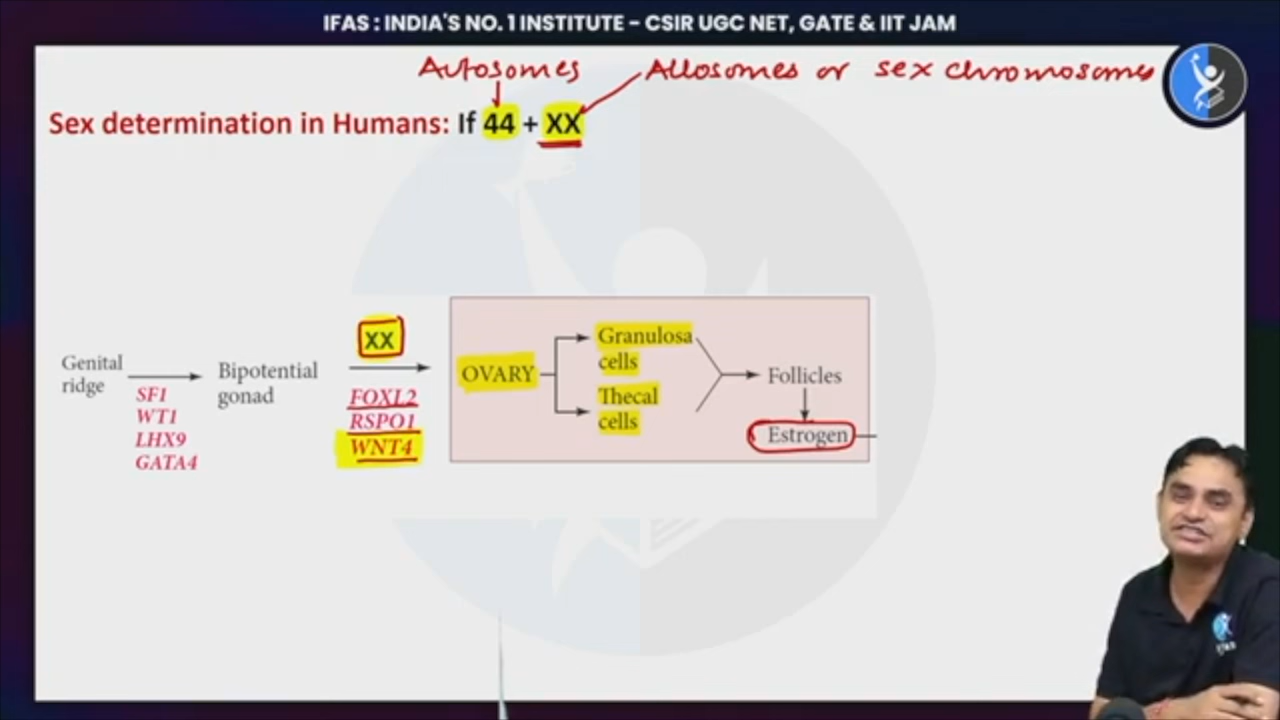 IFAS : INDIA'S NO. 1 INSTITUTE - CSIR UGC NET, GATE & IIT JAM
Autosomes
Allosomes or sex chromosomes
Sex determination in Humans: If 44 + XX
XX
Genital
ridge
SF1
WT1
LHX9
GATA4
Bipotential
gonad
FOXL2
RSPO1
WNT4
OVARY
Granulosa
cells
Thecal
cells
Follicles
Estrogen